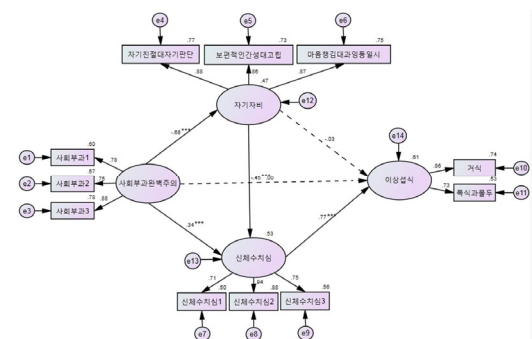 e4
e5
e6
.77
.73
.75
자기친절대자기판단
보편적인간성대고립
마음챙김대과잉동일시
.88
.86
.87
.47
자기자비
e12
e14
-.68***
-.03
.61
e1
.60
사회부과1
.78
e2
.57
사회부과2
.75
e3
.78
사회부과3
.88
사회부과완벽주의
.00
이상섭식
.86
.74
거식
e10
.73
.53
폭식과몰두
e11
.34***
.77***
.53
e13
신체수치심
.71
.94
.75
.50
신체수치심1
.88
신체수치심2
.56
신체수치심3
e7
e8
e9